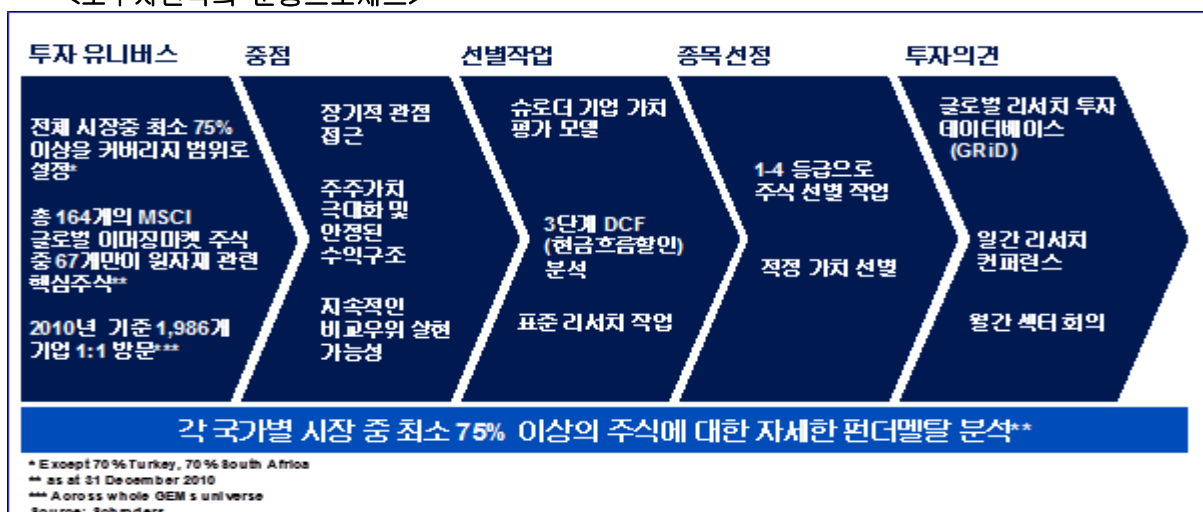 투자 유니버스
중점
선별작업
종목선정
투자의견
전체 시장중 최소 75%
이상을 커버리지 범위로
설정*
총 164개의 MSCI
글로벌 이머징마켓 주식
중 67개만이 원자재 관련
핵심주식**
2010년 기준 1,986개
기업 1:1 방문***
장기적 관점
접근
주주가치
극대화 및
안정된
수익구조
지속적인
비교우위 실현
가능성
슈로더 기업 가치
평가 모델
3단계 DCF
(현금흐름할인)
분석
표준 리서치 작업
1-4 등급으로
주식 선별 작업
적정 가치 선별
글로벌 리서치 투자
데이터베이스
(GRiD)
일간 리서치
컨퍼런스
월간 섹터 회의
각 국가별 시장 중 최소 75% 이상의 주식에 대한 자세한 펀더멜탈 분석**
* Except 70% Turkey, 70% South Africa
** as at 31 December 2010
*** Aoross whole GEMs universe
Source: Schroders